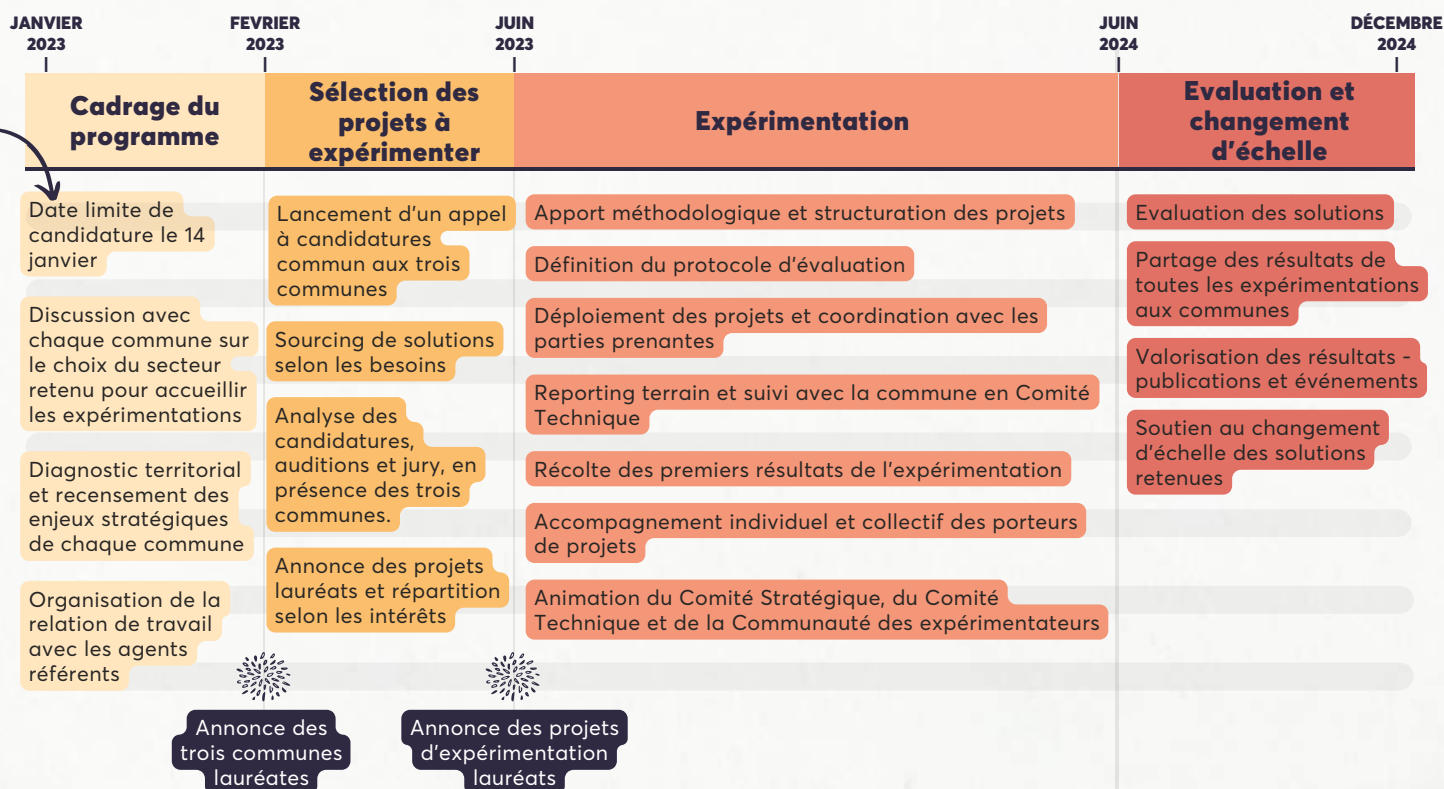 JANVIER
2023
FEVRIER
2023
JUIN
2023
JUIN
2024
DÉCEMBRE
2024
Cadrage du
programme
Sélection des
projets à
expérimenter
Expérimentation
Evaluation et
changement
d'échelle
Date limite de
candidature le 14
janvier
Discussion avec
chaque commune sur
le choix du secteur
retenu pour accueillir
les expérimentations
Diagnostic territorial
et recensement des
enjeux stratégiques
de chaque commune
Organisation de la
relation de travail
avec les agents
référents
Lancement d'un appel
à candidatures
commun aux trois
communes
Sourcing de solutions
selon les besoins
Analyse des
candidatures,
auditions et jury, en
présence des trois
communes.
Annonce des projets
lauréats et répartition
selon les intérêts
Apport méthodologique et structuration des projets
Définition du protocole d'évaluation
Déploiement des projets et coordination avec les
parties prenantes
Reporting terrain et suivi avec la commune en Comité
Technique
Récolte des premiers résultats de l'expérimentation
Accompagnement individuel et collectif des porteurs
de projets
Animation du Comité Stratégique, du Comité
Technique et de la Communauté des expérimentateurs
Evaluation des solutions
Partage des résultats de
toutes les expérimentations
aux communes
Valorisation des résultats -
publications et événements
Soutien au changement
d'échelle des solutions
retenues
Annonce des
trois communes
lauréates
Annonce des projets
d'expérimentation
lauréats